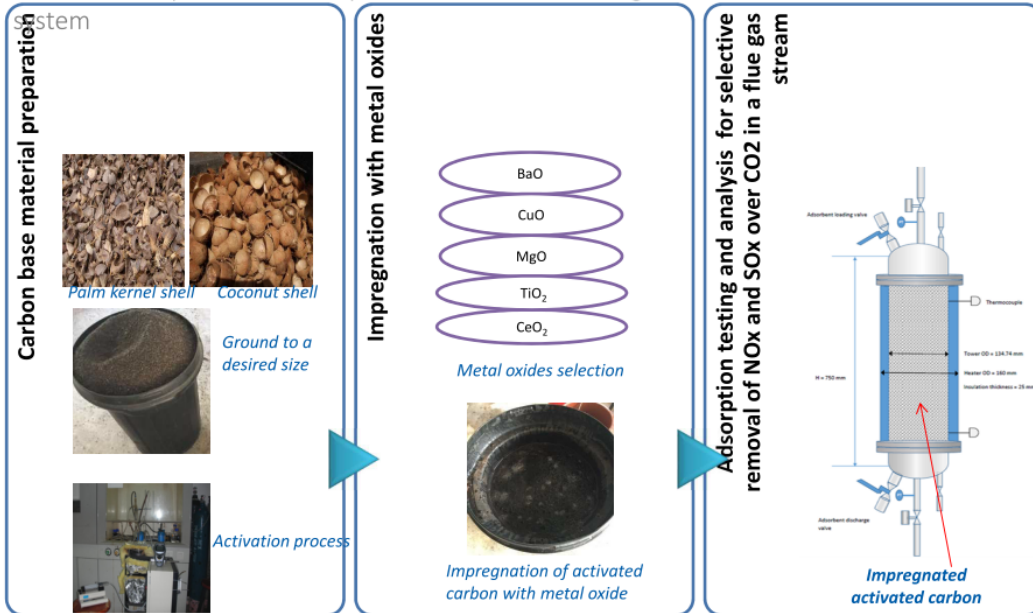 system
Carbon base material preparation
Palm kernel shell
Coconut shell
Ground to a
desired size
Activation process
Impregnation with metal oxides
BaO
CuO
MgO
TiO₂
CeO₂
Metal oxides selection
Impregnation of activated
carbon with metal oxide
Adsorption testing and analysis for selective
removal of NOx and SOx over CO2 in a flue gas
stream
Adsorbent loading valve
Thermocouple
Tower OD = 134.74 mm
Heater OD = 160 mm
H = 750 mm
Insulation thickness = 25 mm
Adsorbent discharge
valve
Impregnated
activated carbon